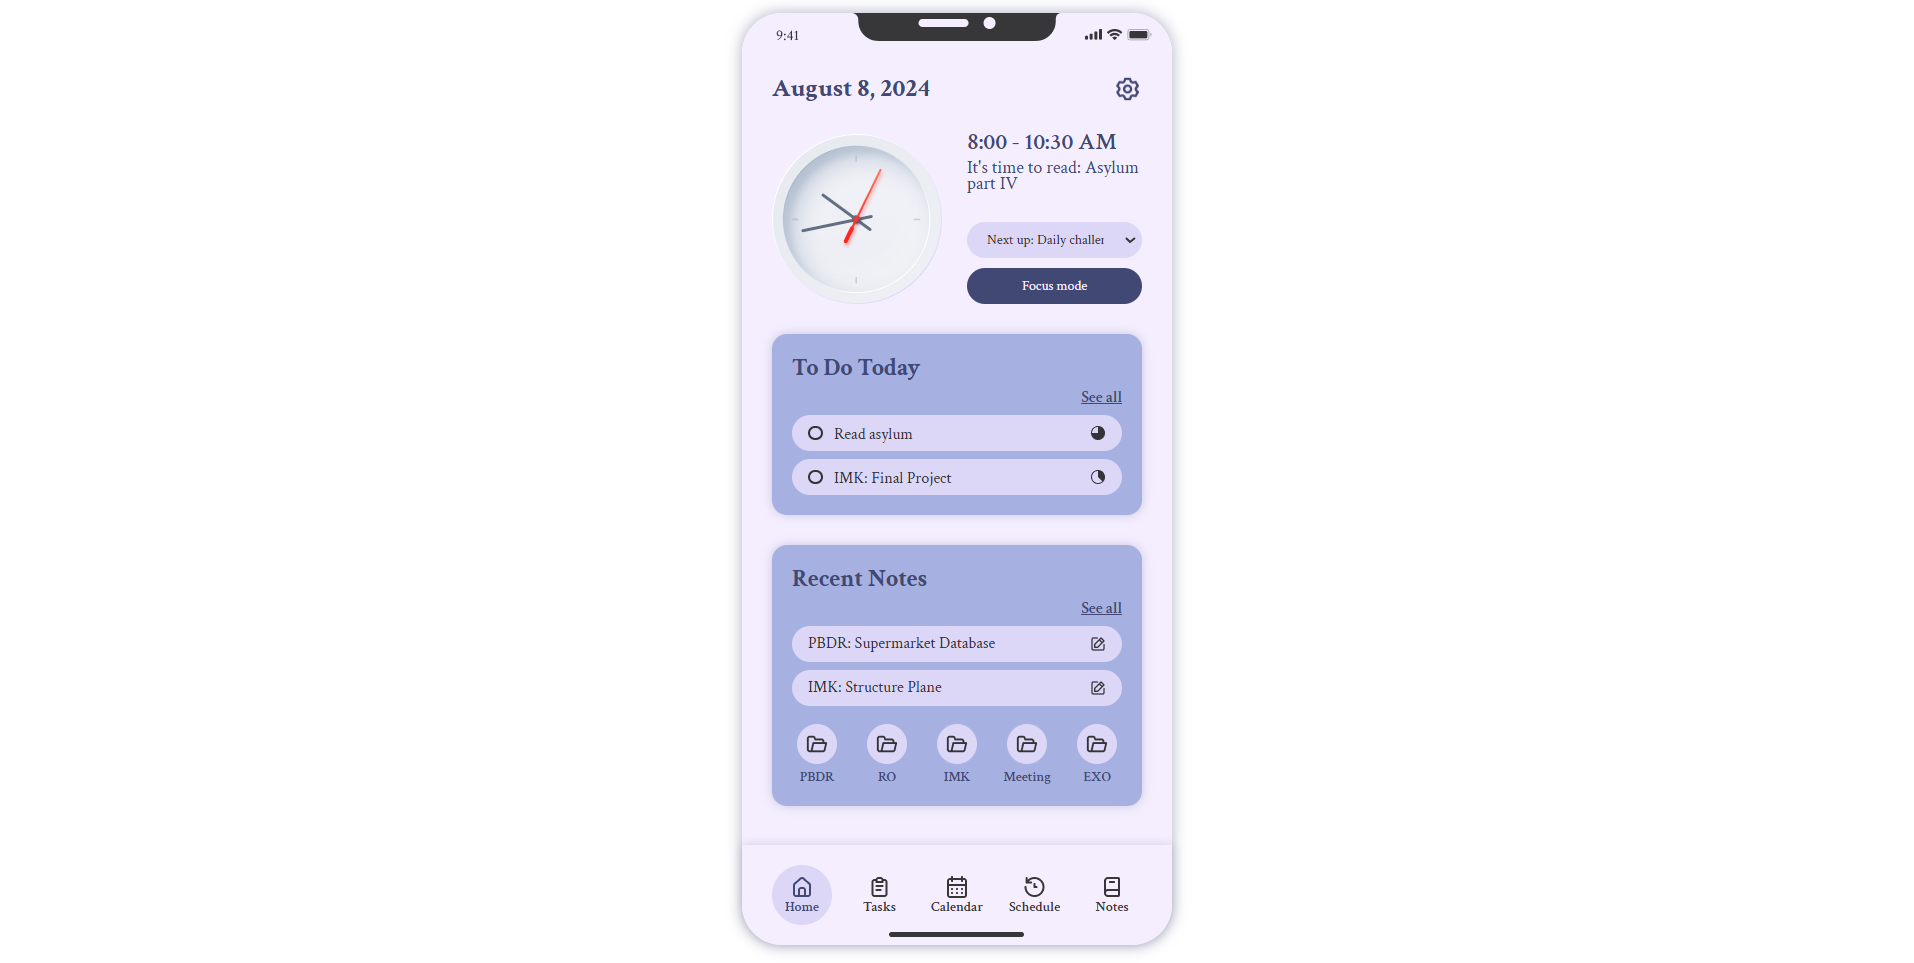 9:41
August 8, 2024
8:00 - 10:30 AM
It's time to read: Asylum
part IV
Next up: Daily challer
Focus mode
To Do Today
See all
Read asylum
IMK: Final Project
Recent Notes
See all
PBDR: Supermarket Database
IMK: Structure Plane
PBDR RO IMK Meeting EXO
Home Tasks Calendar Schedule Notes